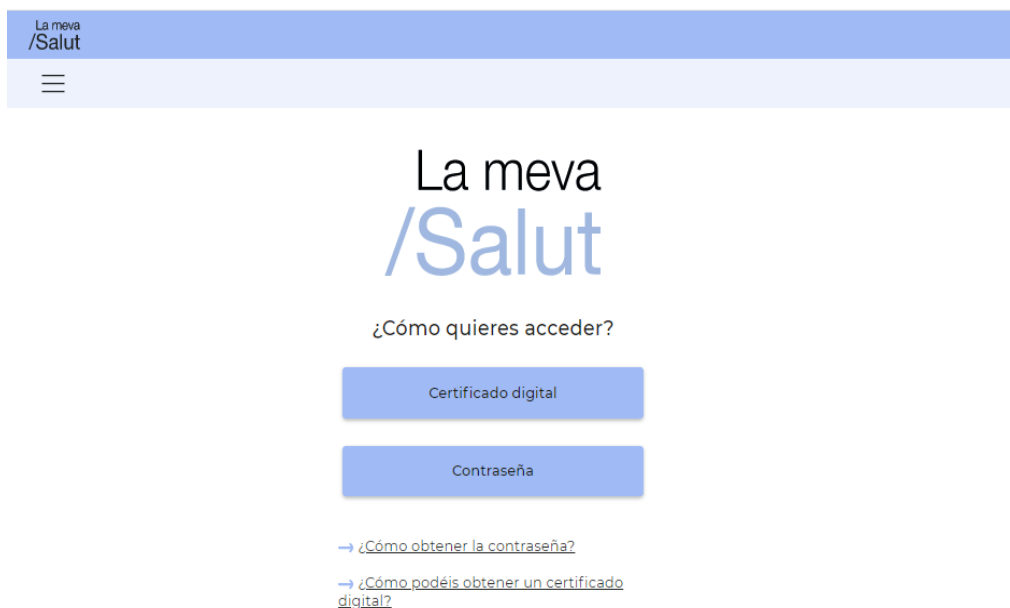 La meva
/Salut
La meva
/Salut
¿Cómo quieres acceder?
Certificado digital
Contraseña
→ ¿Cómo obtener la contraseña?
→ ¿Cómo podéis obtener un certificado
digital?